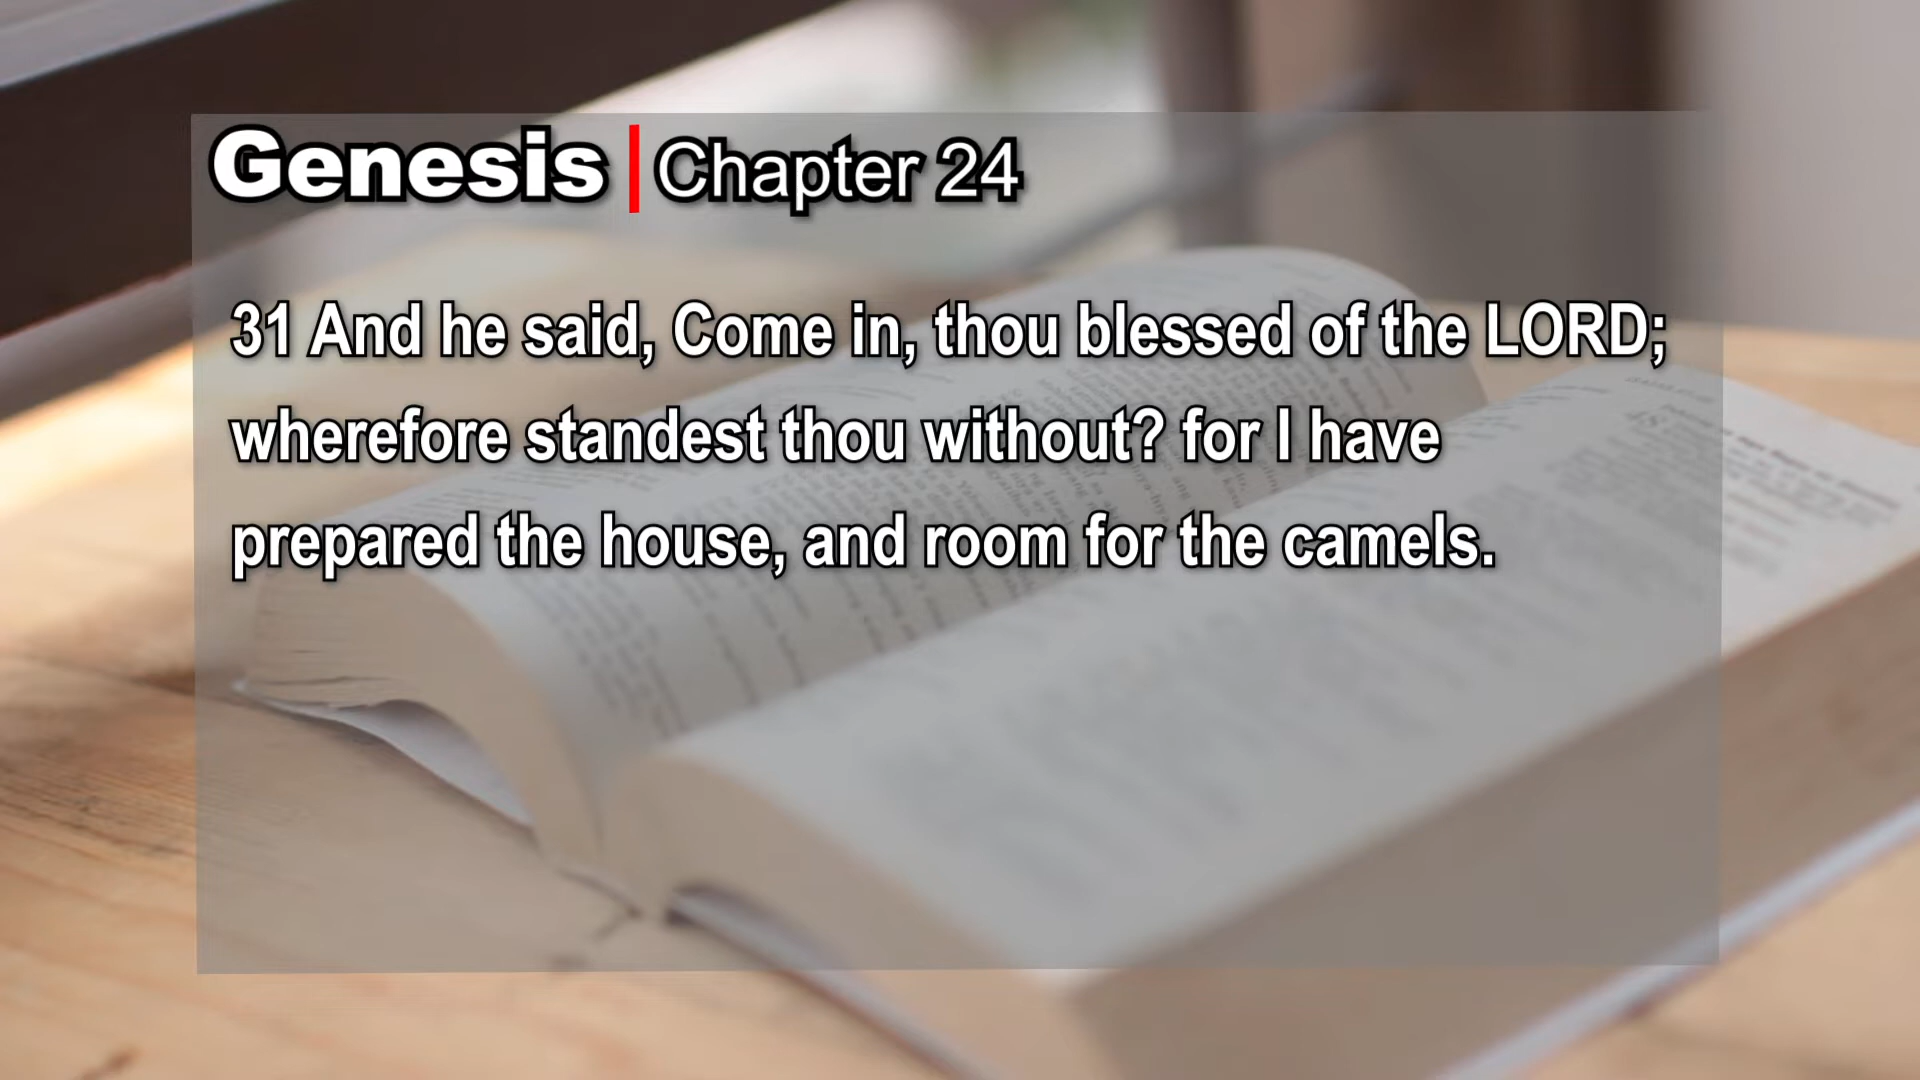 Genesis | Chapter 24
31 And he said, Come in, thou blessed of the LORD;
wherefore standest thou without? for I have
prepared the house, and room for the camels.